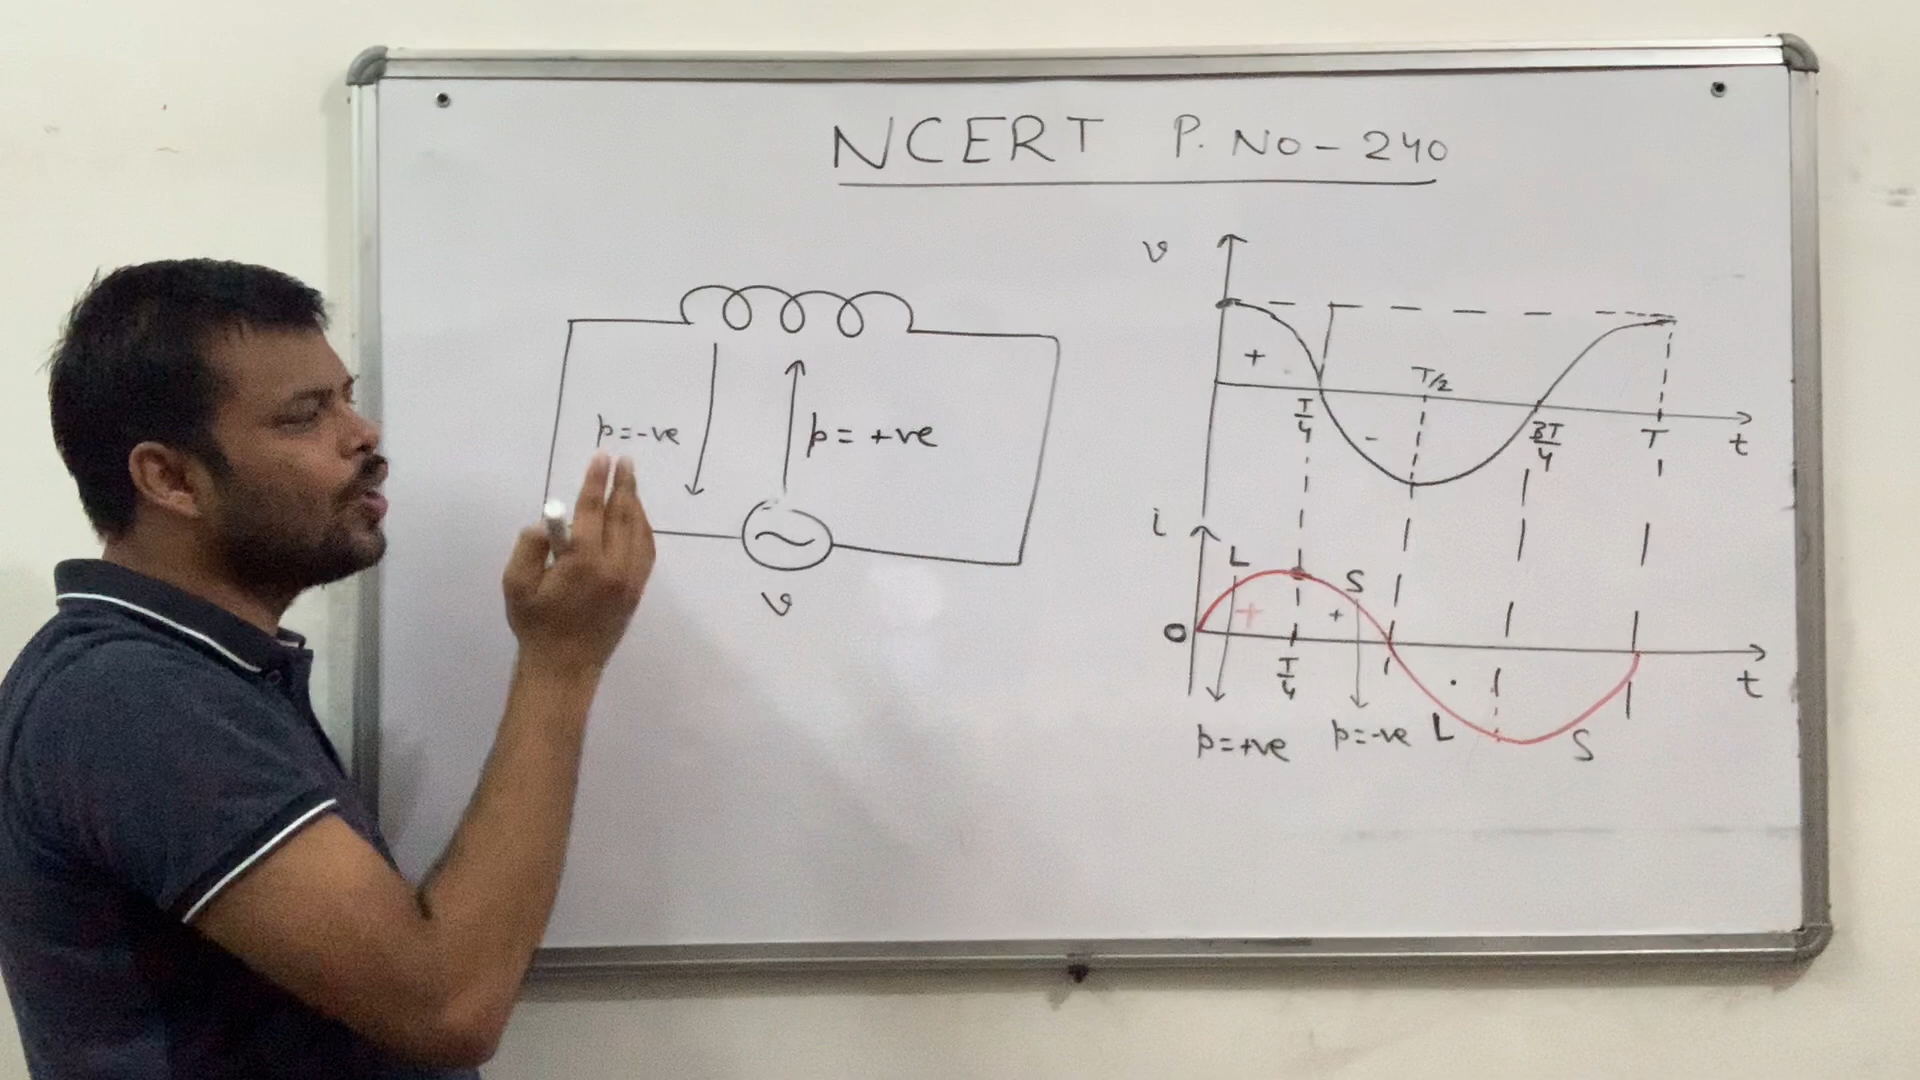 NCERT P. No - 240
v
+
T/2
T/4
-
3T/4
T
t
p=-ve
p= +ve
~
v
i
L
S
+
+
O
T/4
t
p=+ve
p=-ve
L
S